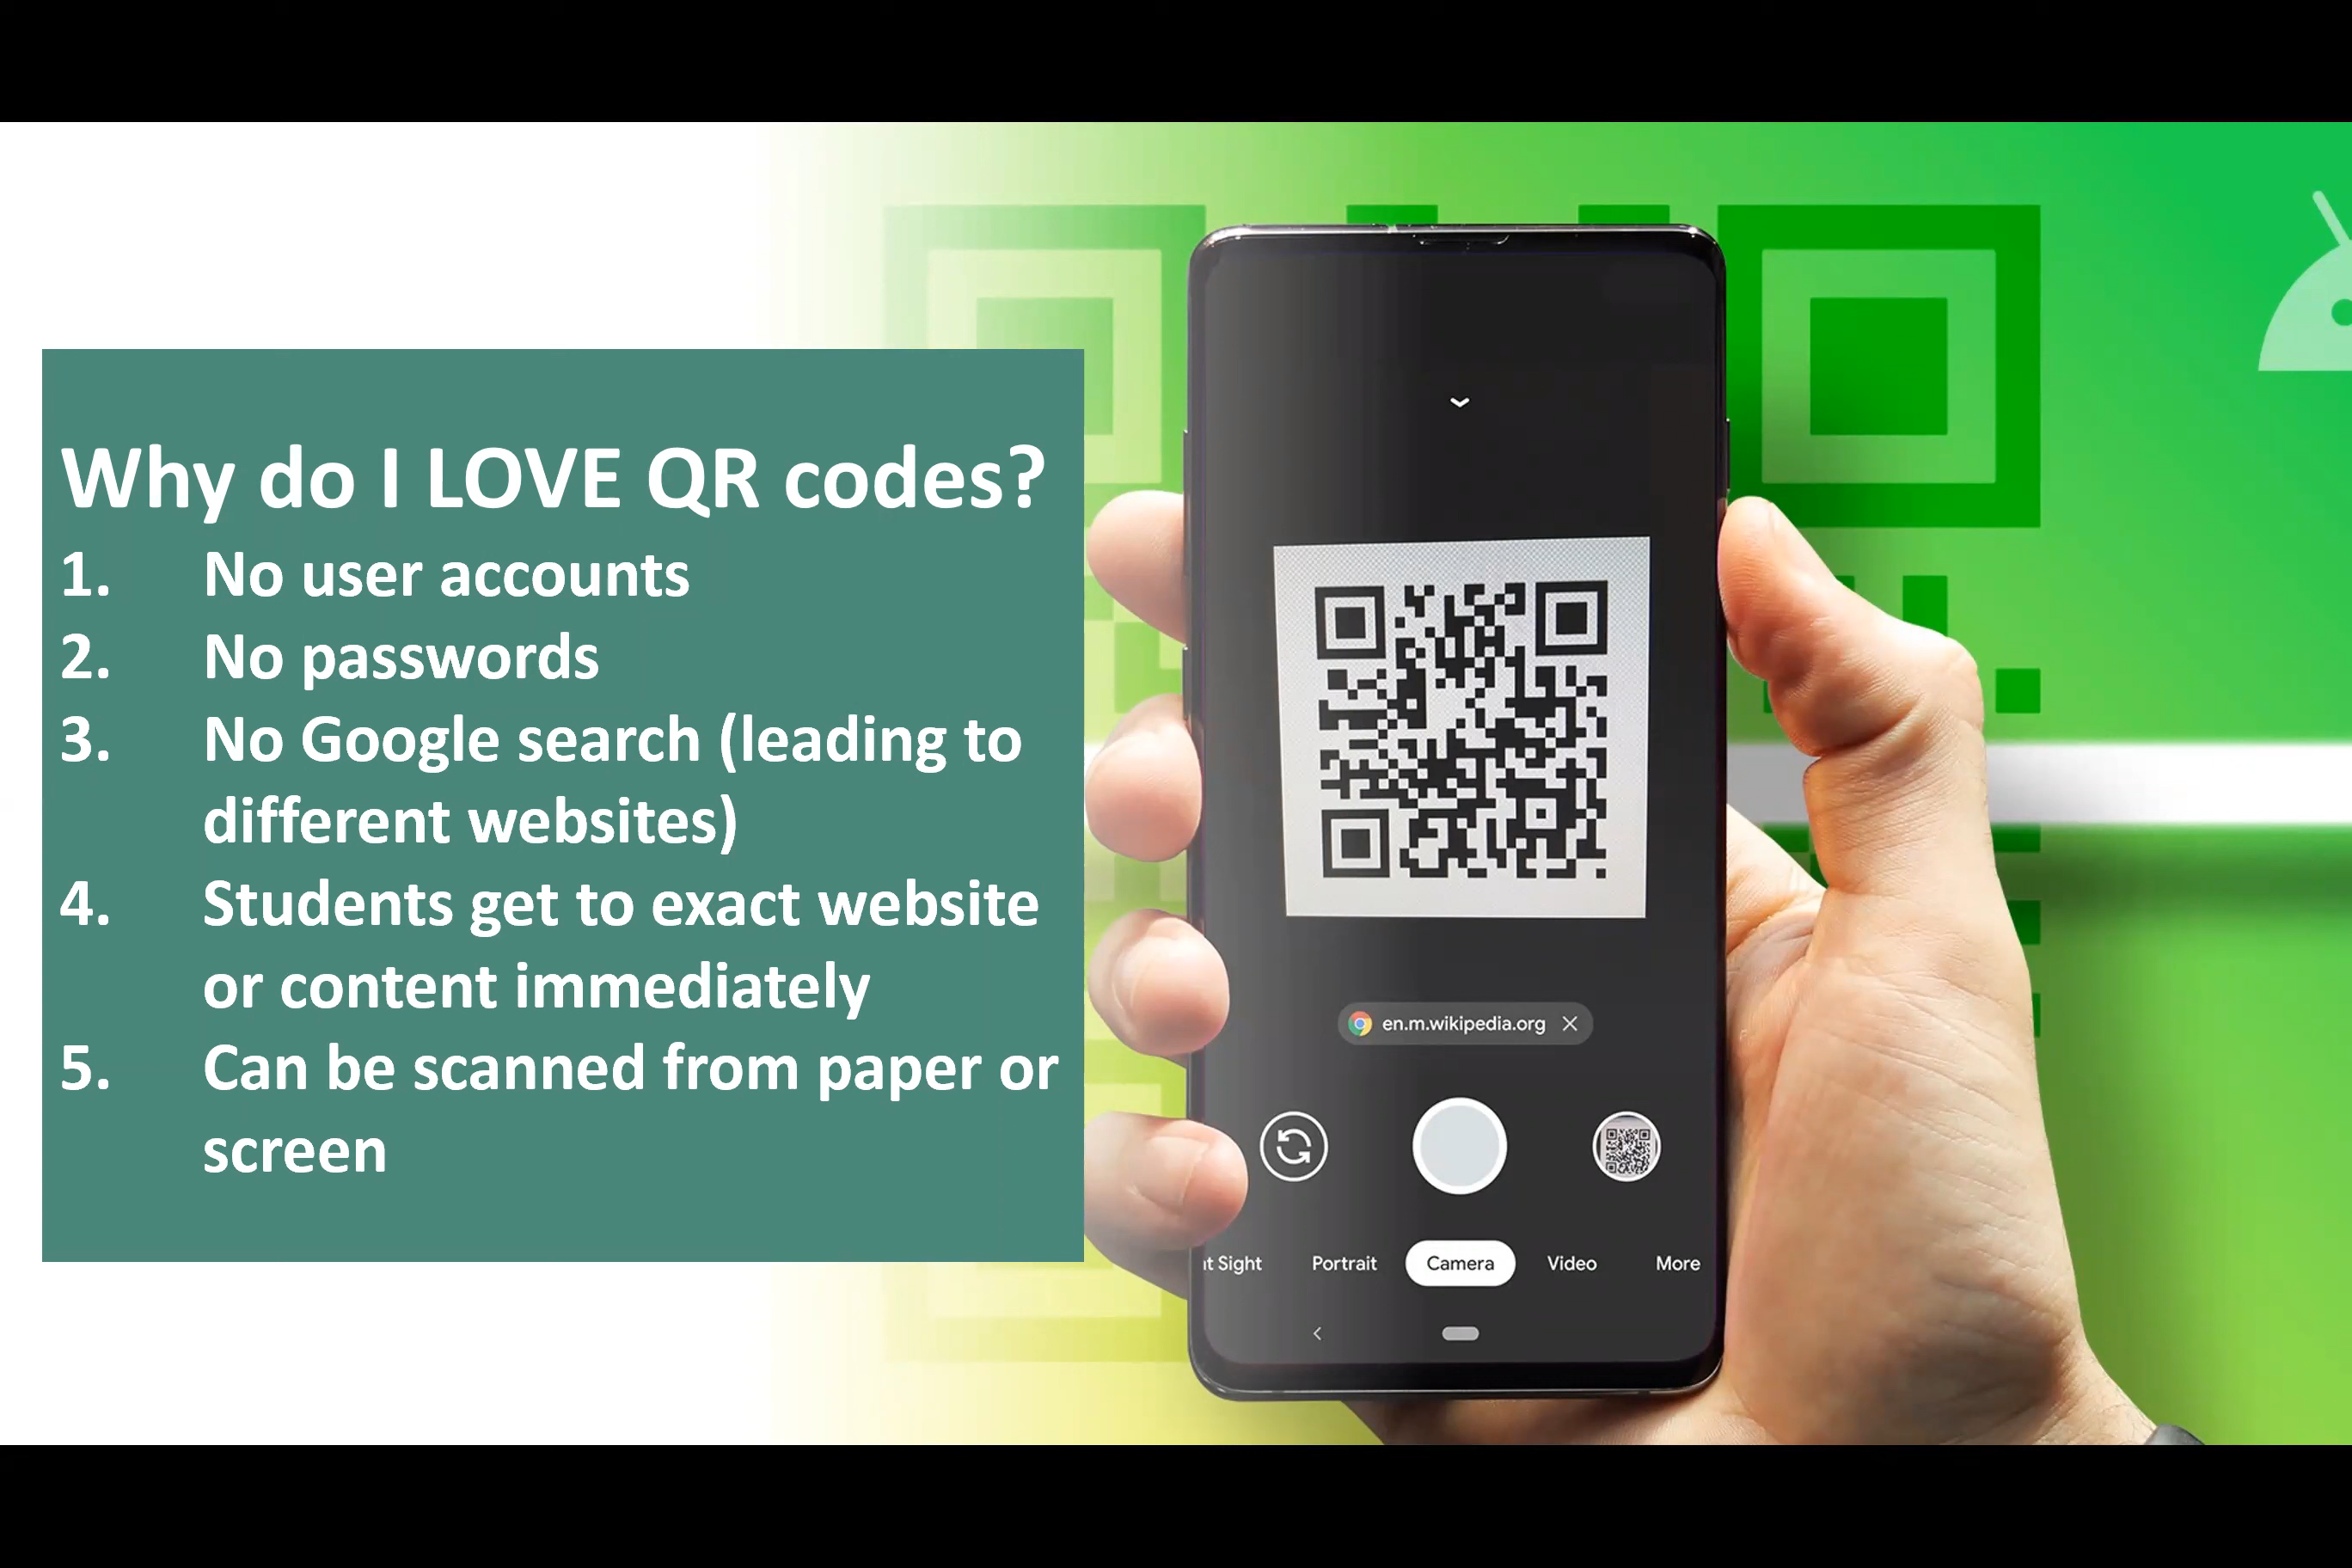 Why do I LOVE QR codes?
1. No user accounts
2. No passwords
3. No Google search (leading to
different websites)
4. Students get to exact website
or content immediately
5. Can be scanned from paper or
screen
en.m.wikipedia.org
t Sight Portrait Camera Video More